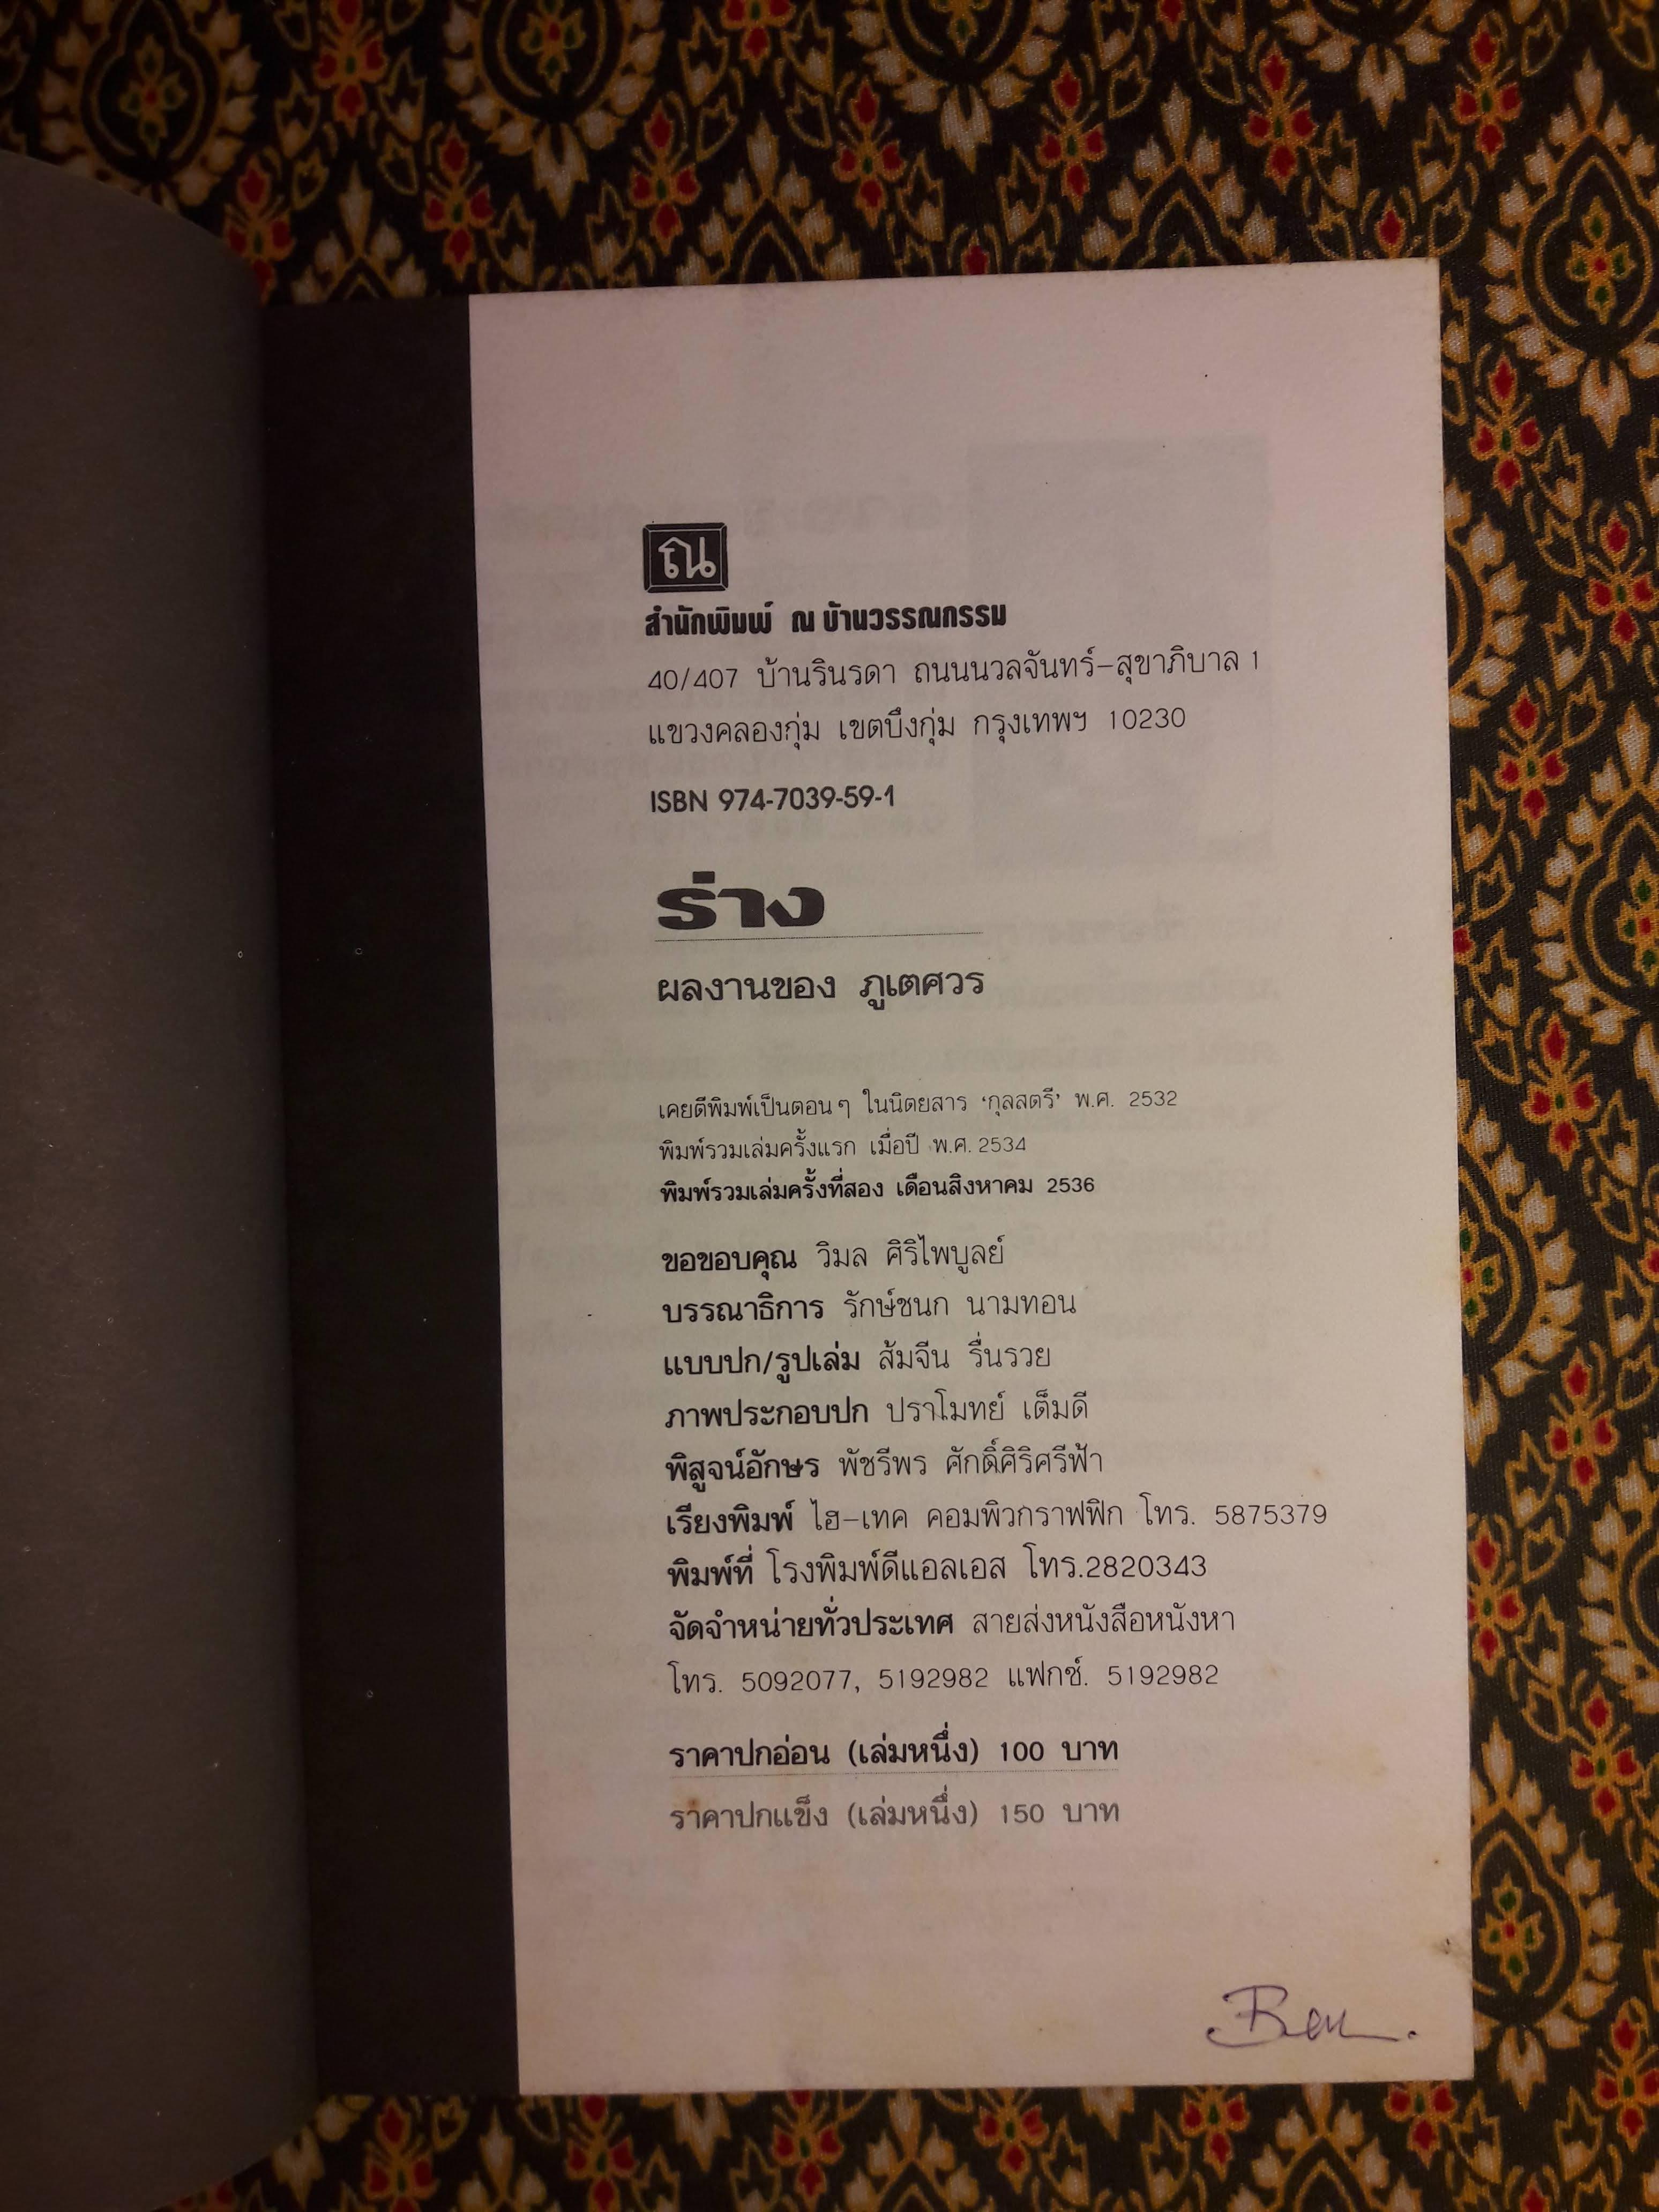 ณ
สำนักพิมพ์ ณ บ้านวรรณกรรม
40/407 บ้านรินรดา ถนนนวลจันทร์-สุขาภิบาล 1
แขวงคลองกุ่ม เขตบึงกุ่ม กรุงเทพฯ 10230
ISBN 974-7039-59-1
ร่าง
ผลงานของ ภูเตศวร
เคยตีพิมพ์เป็นตอนๆ ในนิตยสาร ‘กุลสตรี’ พ.ศ. 2532
พิมพ์รวมเล่มครั้งแรก เมื่อปี พ.ศ. 2534
พิมพ์รวมเล่มครั้งที่สอง เดือนสิงหาคม 2536
ขอขอบคุณ วิมล ศิริไพบูลย์
บรรณาธิการ รักษ์ชนก นามทอน
แบบปก/รูปเล่ม ส้มจีน รื่นรวย
ภาพประกอบปก ปราโมทย์ เต็มดี
พิสูจน์อักษร พัชรีพร ศักดิ์ศิริศรีฟ้า
เรียงพิมพ์ ไฮ-เทค คอมพิวกราฟฟิก โทร. 5875379
พิมพ์ที่ โรงพิมพ์ดีแอลเอส โทร.2820343
จัดจำหน่ายทั่วประเทศ สายส่งหนังสือหนังหา
โทร. 5092077, 5192982 แฟกซ์. 5192982
ราคาปกอ่อน (เล่มหนึ่ง) 100 บาท
ราคาปกแข็ง (เล่มหนึ่ง) 150 บาท